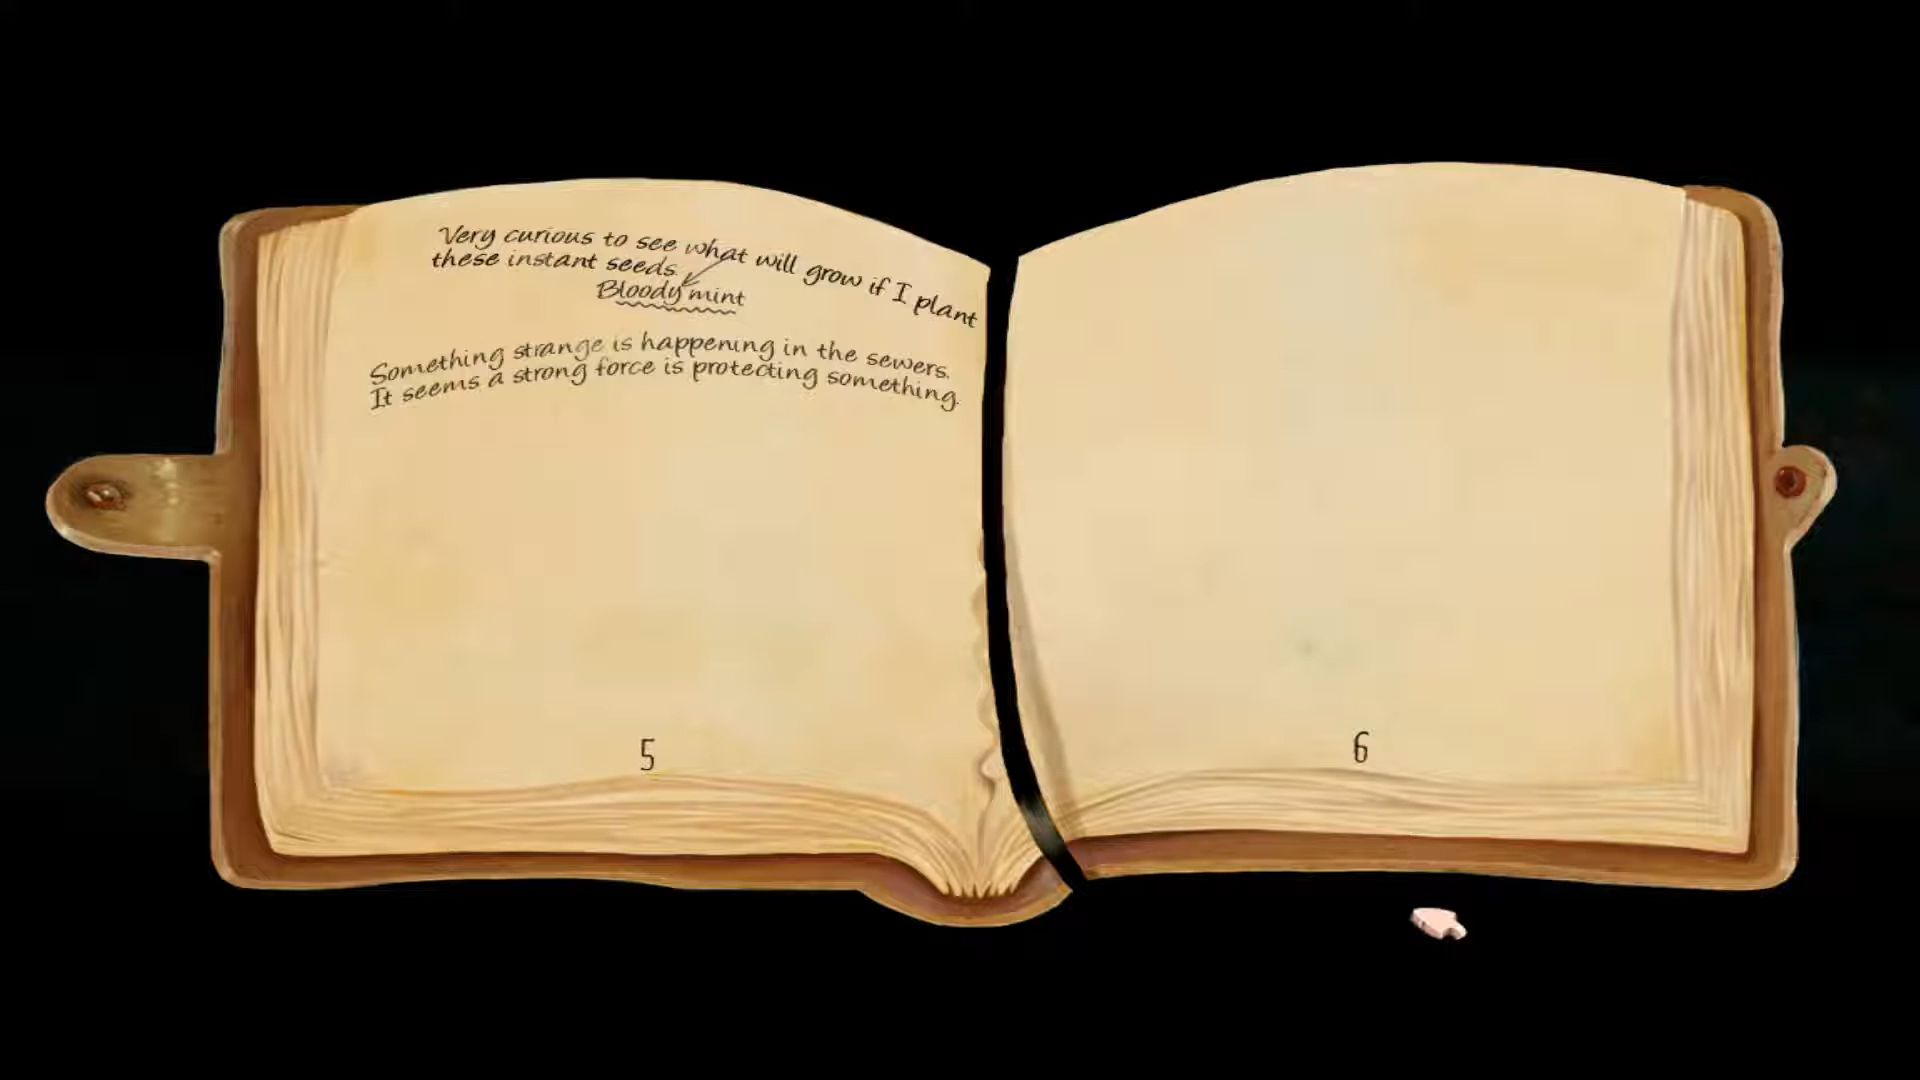 Very curious to see what will grow if I plant
these instant seeds.
Bloody mint
Something strange is happening in the sewers.
It seems a strong force is protecting something.
5
6